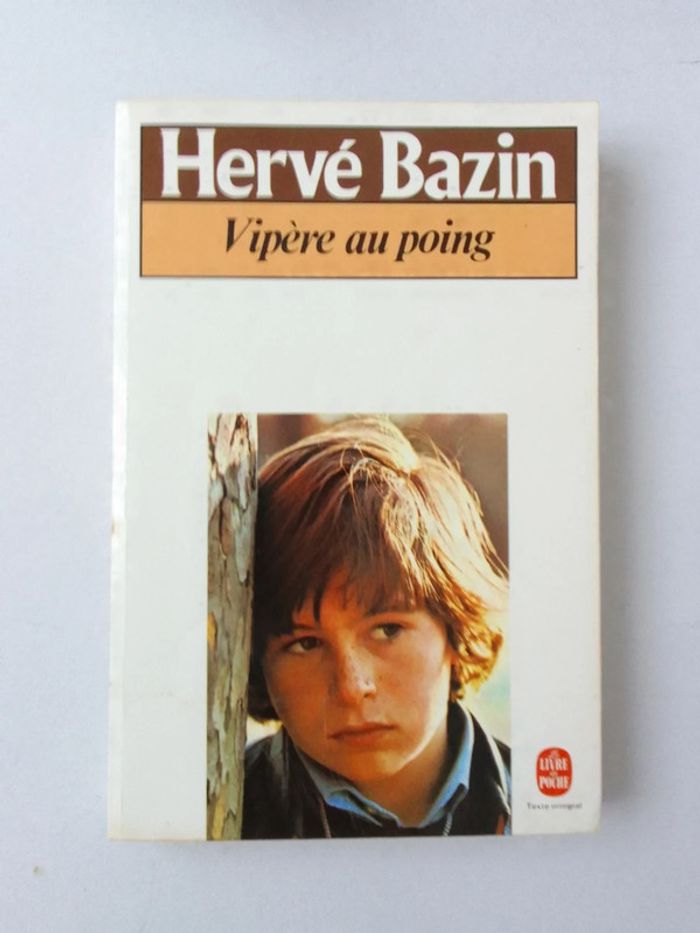 Hervé Bazin
Vipère au poing
LE
LIVRE
DE
POCHE
Texte intégral